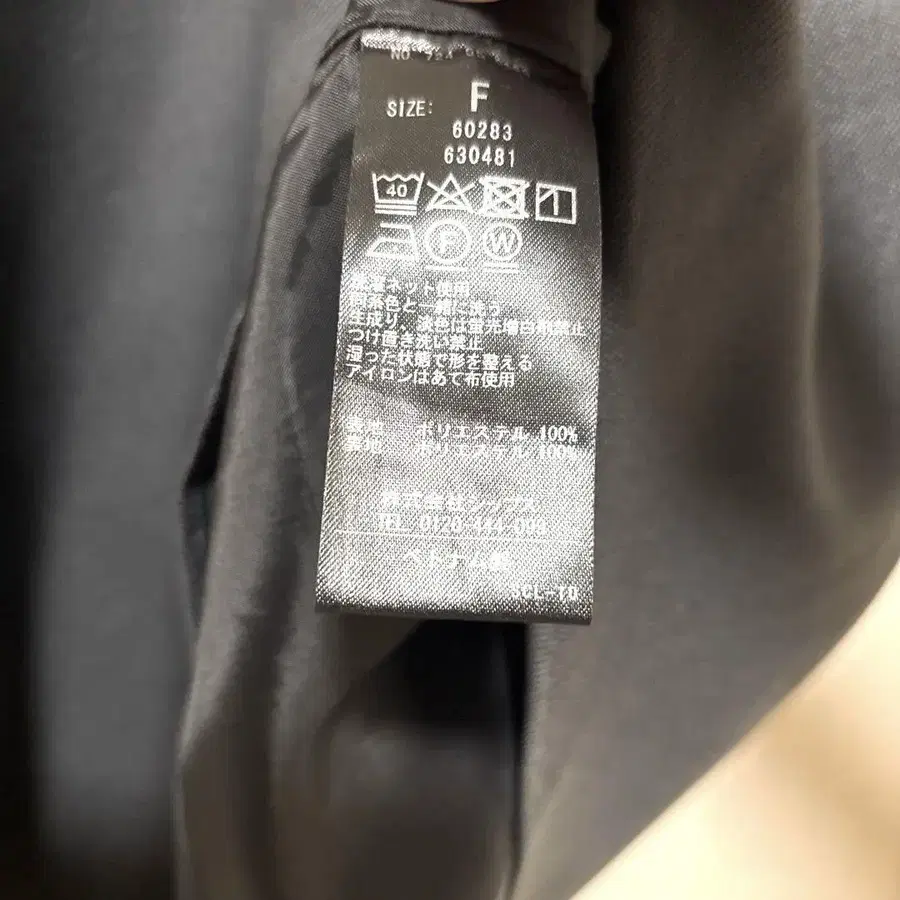 SIZE: F
60283
630481
40
F W
洗濯ネット使用
同系色と一緒に洗う
生成り、淡色は蛍光増白剤禁止
つけ置き洗い禁止
湿った状態で形を整える
アイロンはあて布使用
表地 ポリエステル 100%
裏地 ポリエステル 100%
株式会社シップス
TEL 0120-444-009
ベトナム製